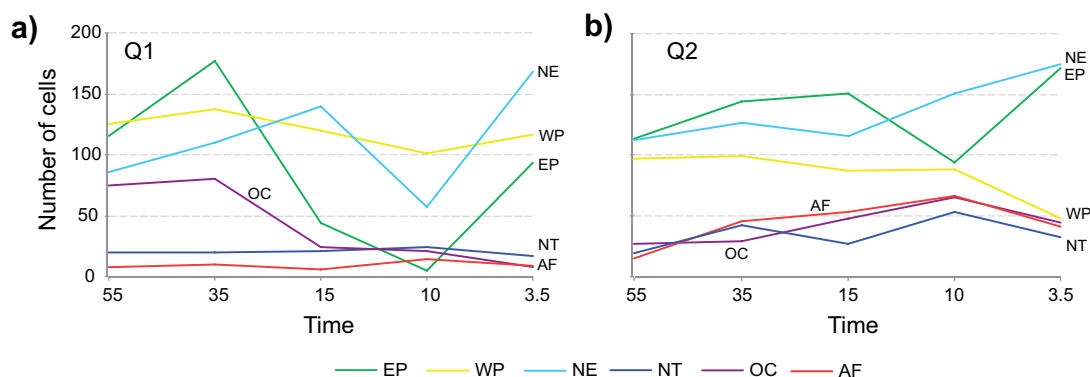 a)
Q1
Number of cells
200
150
100
50
0
NE
WP
EP
OC
NT
AF
55 35 15 10 3.5
Time
b)
Q2
NE
EP
AF
WP
OC
NT
55 35 15 10 3.5
Time
EP WP NE NT OC AF